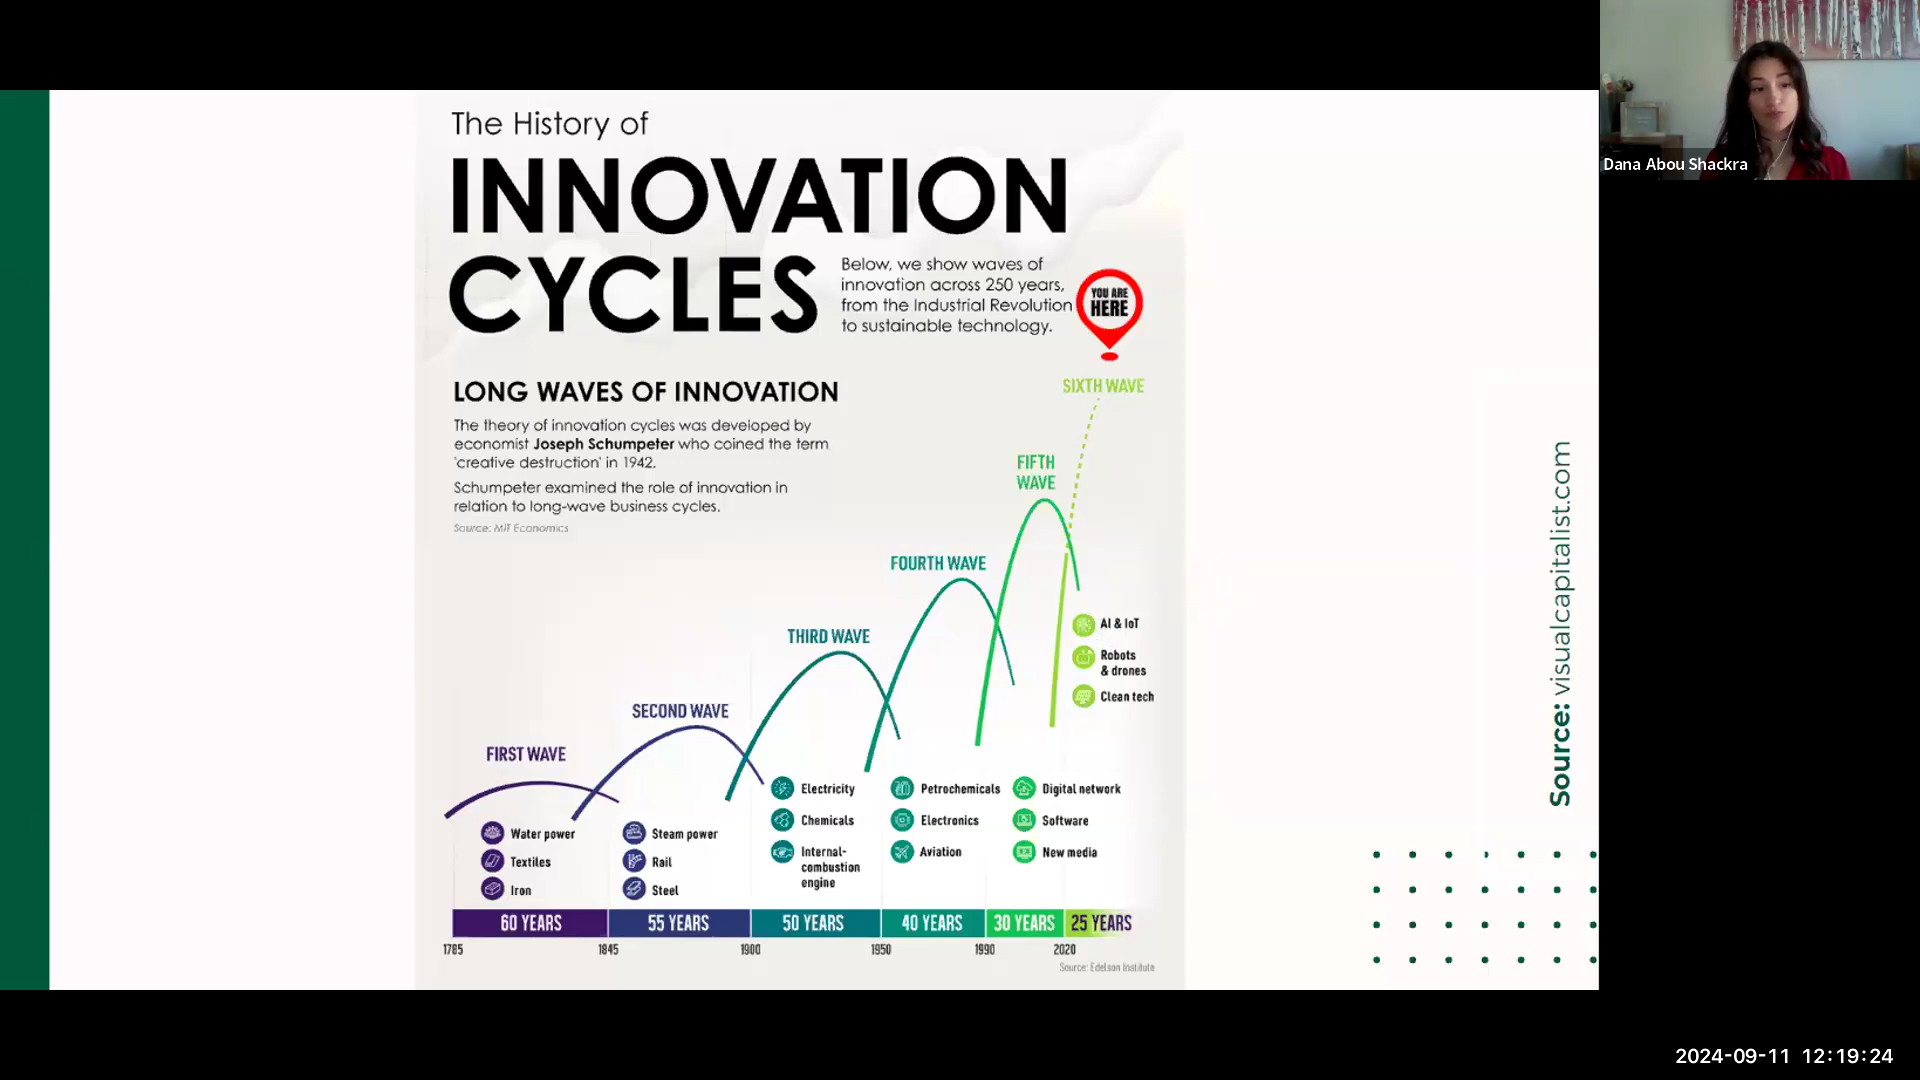 The History of
INNOVATION
CYCLES
Below, we show waves of
innovation across 250 years,
from the Industrial Revolution
to sustainable technology.
YOU ARE
HERE
LONG WAVES OF INNOVATION
The theory of innovation cycles was developed by
economist Joseph Schumpeter who coined the term
'creative destruction' in 1942.
Schumpeter examined the role of innovation in
relation to long-wave business cycles.
Source: MIT Economics
FIRST WAVE
SECOND WAVE
THIRD WAVE
FOURTH WAVE
FIFTH
WAVE
SIXTH WAVE
Water power
Textiles
Iron
Steam power
Rail
Steel
Electricity
Chemicals
Internal-
combustion
engine
Petrochemicals
Electronics
Aviation
Digital network
Software
New media
AI & IoT
Robots
& drones
Clean tech
60 YEARS
55 YEARS
50 YEARS
40 YEARS
30 YEARS
25 YEARS
1785
1845
1900
1950
1990
2020
Source: Edelson Institute
Source: visualcapitalist.com
Dana Abou Shackra
2024-09-11 12:19:24